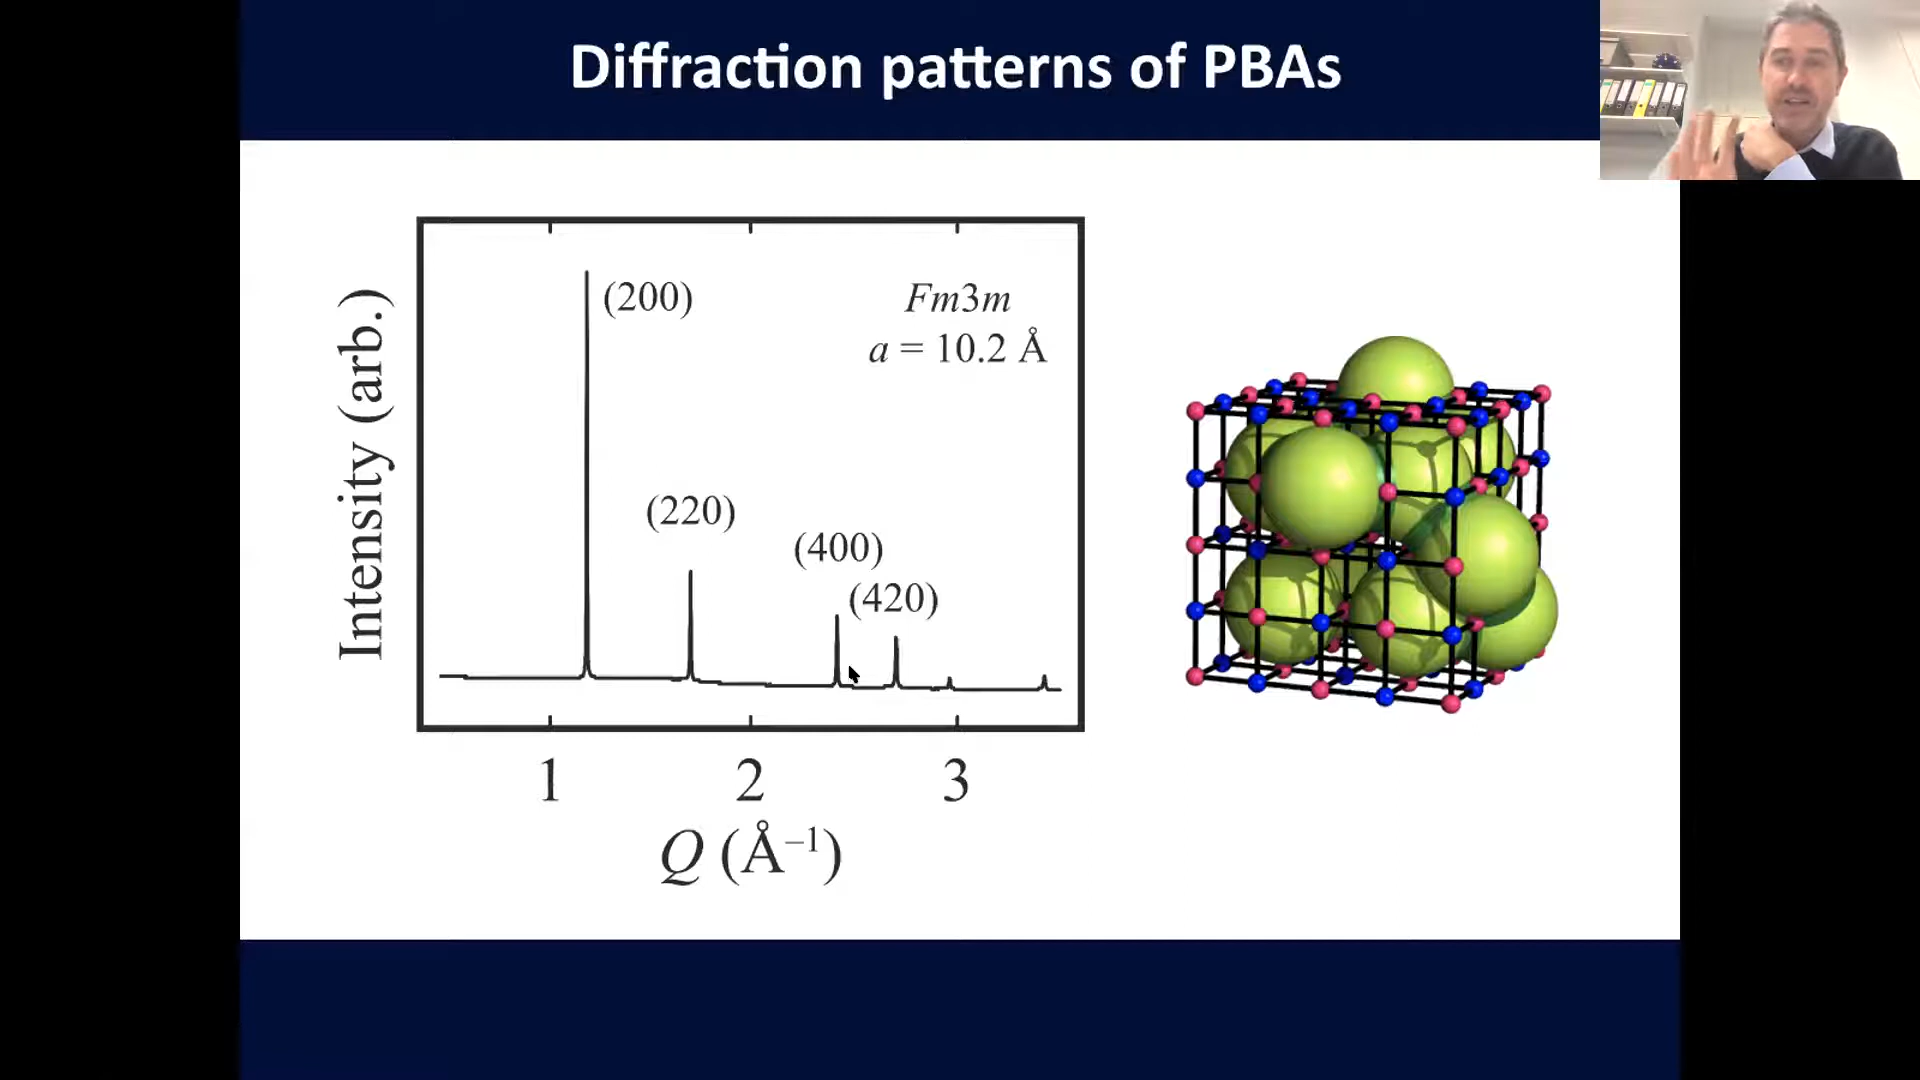 Diffraction patterns of PBAs
Intensity (arb.)
(200)
(220)
(400)
(420)
Fm3m
a = 10.2 Å
1 2 3
Q (Å⁻¹)